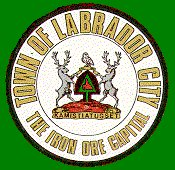 TOWN OF LABRADOR CITY
KAMISTIATUSSET
THE IRON ORE CAPITAL